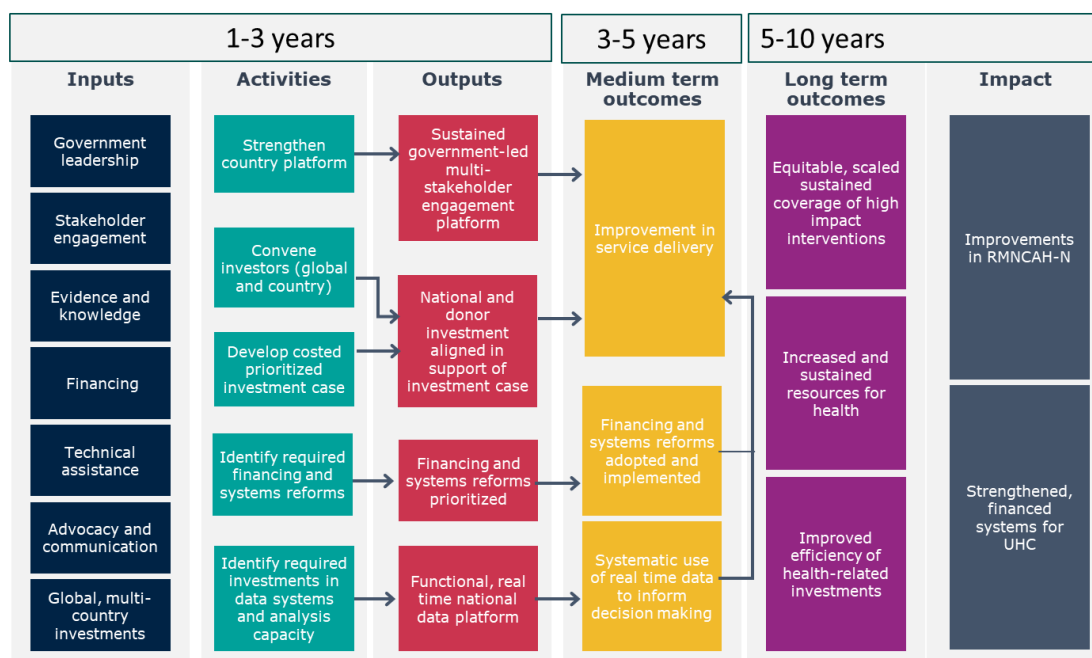 1-3 years
3-5 years
5-10 years
Inputs
Activities
Outputs
Medium term
outcomes
Long term
outcomes
Impact
Government
leadership
Stakeholder
engagement
Evidence and
knowledge
Financing
Technical
assistance
Advocacy and
communication
Global, multi-
country
investments
Strengthen
country platform
Convene
investors (global
and country)
Develop costed
prioritized
investment case
Identify required
financing and
systems reforms
Identify required
investments in
data systems
and analysis
capacity
Sustained
government-led
multi-
stakeholder
engagement
platform
National and
donor
investment
aligned in
support of
investment case
Financing and
systems reforms
prioritized
Functional, real
time national
data platform
Improvement in
service delivery
Financing and
systems reforms
adopted and
implemented
Systematic use
of real time data
to inform
decision making
Equitable, scaled
sustained
coverage of high
impact
interventions
Increased and
sustained
resources for
health
Improved
efficiency of
health-related
investments
Improvements
in RMNCAH-N
Strengthened,
financed
systems for
UHC